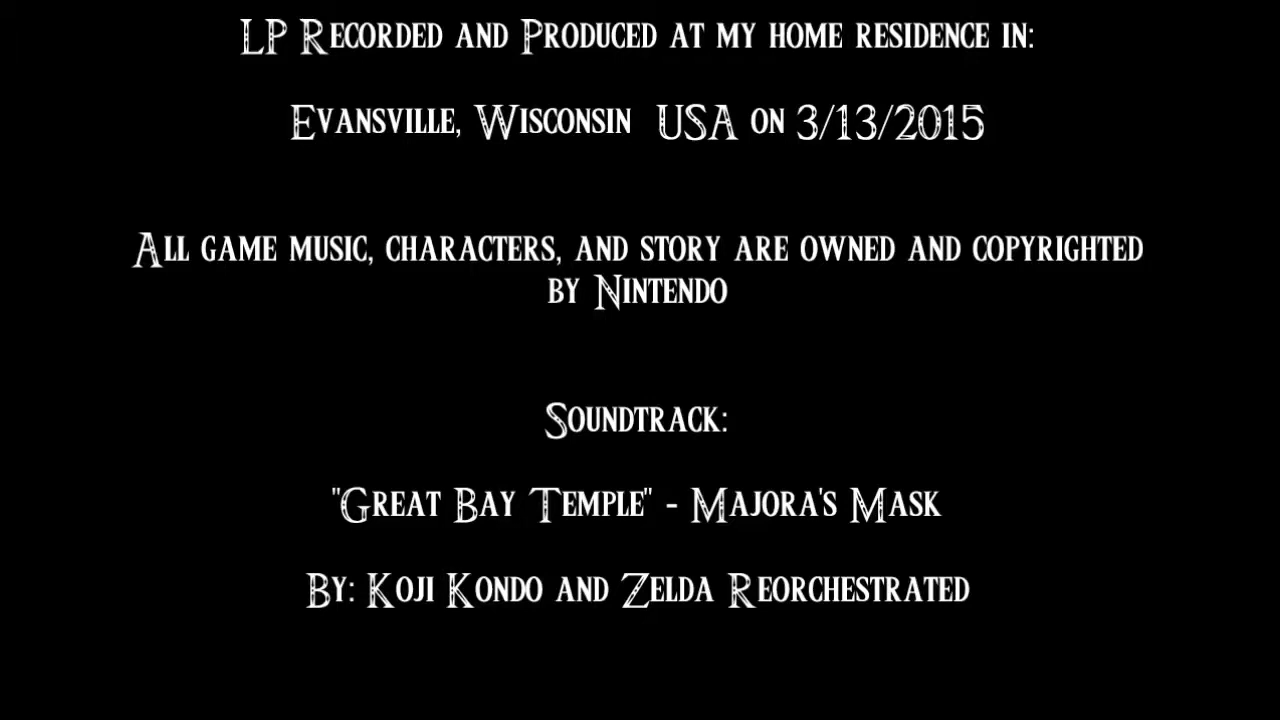 LP Recorded and Produced at my home residence in:
Evansville, Wisconsin USA on 3/13/2015
All game music, characters, and story are owned and copyrighted
by Nintendo
Soundtrack:
"Great Bay Temple" - Majora's Mask
By: Koji Kondo and Zelda Reorchestrated